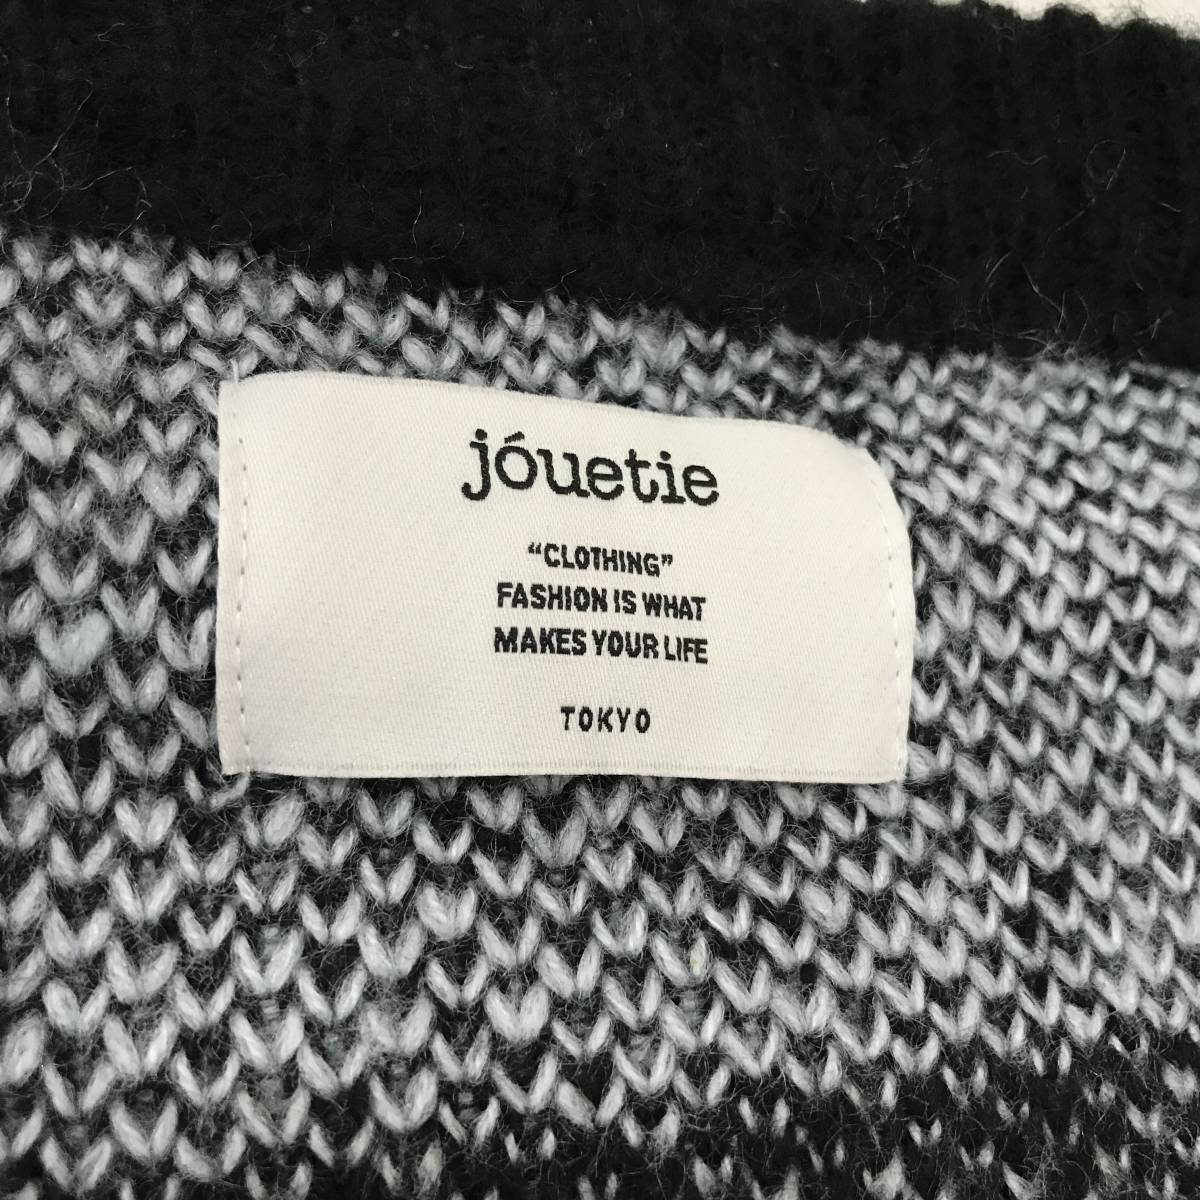 jóuetie
“CLOTHING”
FASHION IS WHAT
MAKES YOUR LIFE
TOKYO